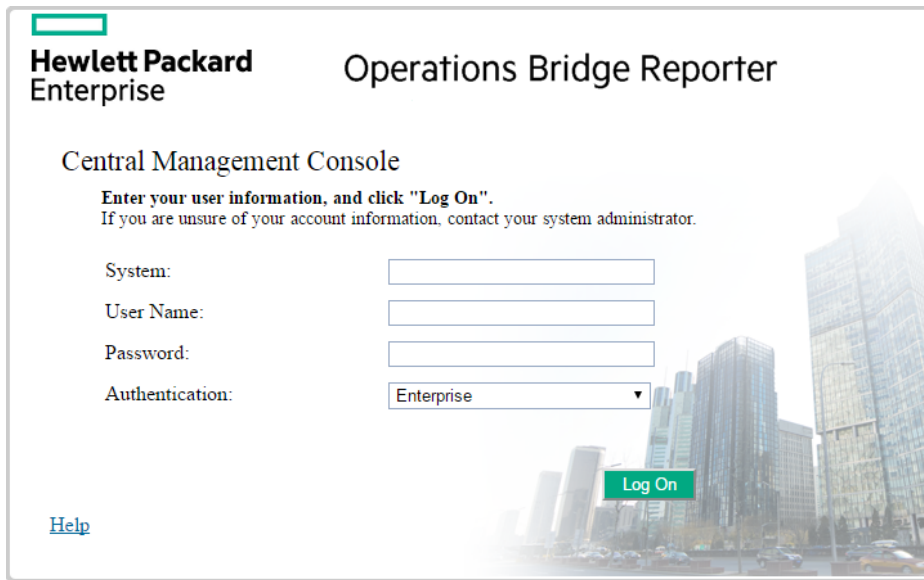 Hewlett Packard
Enterprise
Operations Bridge Reporter
Central Management Console
Enter your user information, and click "Log On".
If you are unsure of your account information, contact your system administrator.
System:
User Name:
Password:
Authentication:
Enterprise
Log On
Help